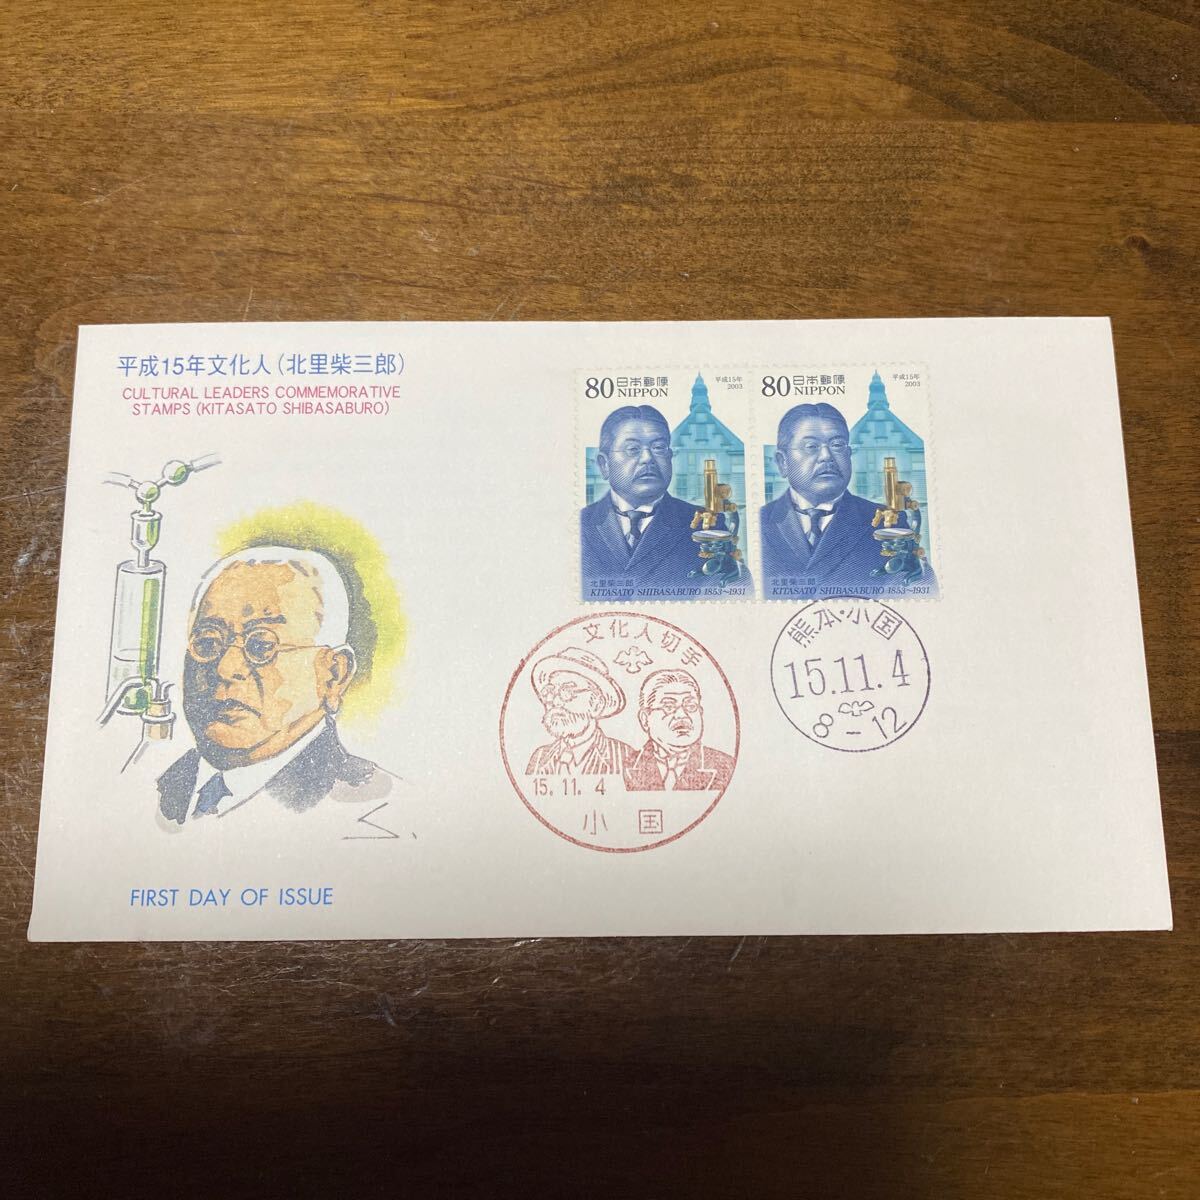 平成15年文化人(北里柴三郎)
CULTURAL LEADERS COMMEMORATIVE
STAMPS (KITASATO SHIBASABURO)
80 日本郵便 平成15年
NIPPON 2003
北里柴三郎
KITASATO SHIBASABURO 1853~1931
80 日本郵便 平成15年
NIPPON 2003
北里柴三郎
KITASATO SHIBASABURO 1853~1931
文化人切手
15.11.4
小国
熊本・小国
15.11.4
8-12
S.
FIRST DAY OF ISSUE